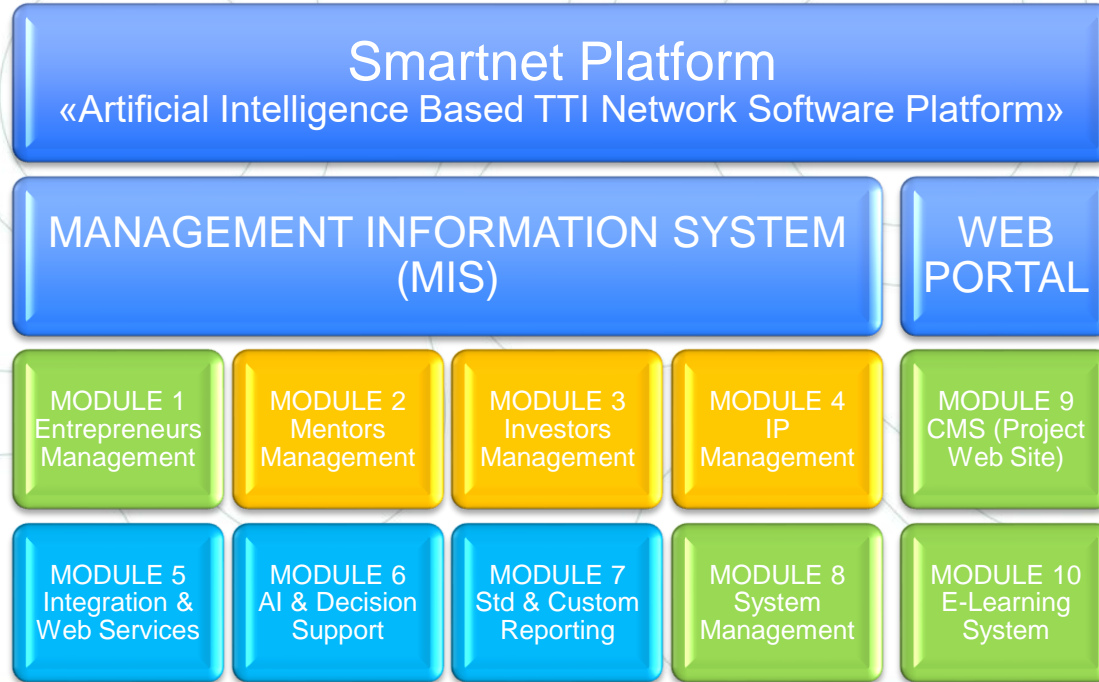 Smartnet Platform
«Artificial Intelligence Based TTI Network Software Platform»
MANAGEMENT INFORMATION SYSTEM
(MIS)
WEB
PORTAL
MODULE 1
Entrepreneurs
Management
MODULE 2
Mentors
Management
MODULE 3
Investors
Management
MODULE 4
IP
Management
MODULE 9
CMS (Project
Web Site)
MODULE 5
Integration &
Web Services
MODULE 6
AI & Decision
Support
MODULE 7
Std & Custom
Reporting
MODULE 8
System
Management
MODULE 10
E-Learning
System